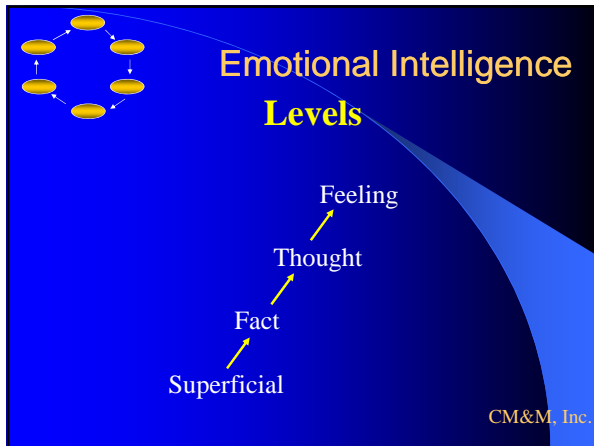 Emotional Intelligence
Levels
Feeling
Thought
Fact
Superficial
CM&M, Inc.